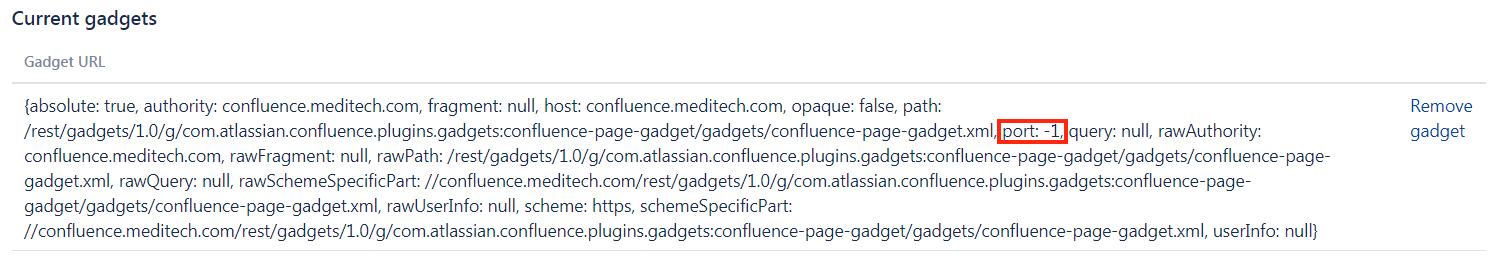 Current gadgets
Gadget URL
{absolute: true, authority: confluence.meditech.com, fragment: null, host: confluence.meditech.com, opaque: false, path:
/rest/gadgets/1.0/g/com.atlassian.confluence.plugins.gadgets:confluence-page-gadget/gadgets/confluence-page-gadget.xml, port: -1, query: null, rawAuthority:
confluence.meditech.com, rawFragment: null, rawPath: /rest/gadgets/1.0/g/com.atlassian.confluence.plugins.gadgets:confluence-page-gadget/gadgets/confluence-page-
gadget.xml, rawQuery: null, rawSchemeSpecificPart: //confluence.meditech.com/rest/gadgets/1.0/g/com.atlassian.confluence.plugins.gadgets:confluence-page-
gadget/gadgets/confluence-page-gadget.xml, rawUserInfo: null, scheme: https, schemeSpecificPart:
//confluence.meditech.com/rest/gadgets/1.0/g/com.atlassian.confluence.plugins.gadgets:confluence-page-gadget/gadgets/confluence-page-gadget.xml, userInfo: null}
Remove
gadget